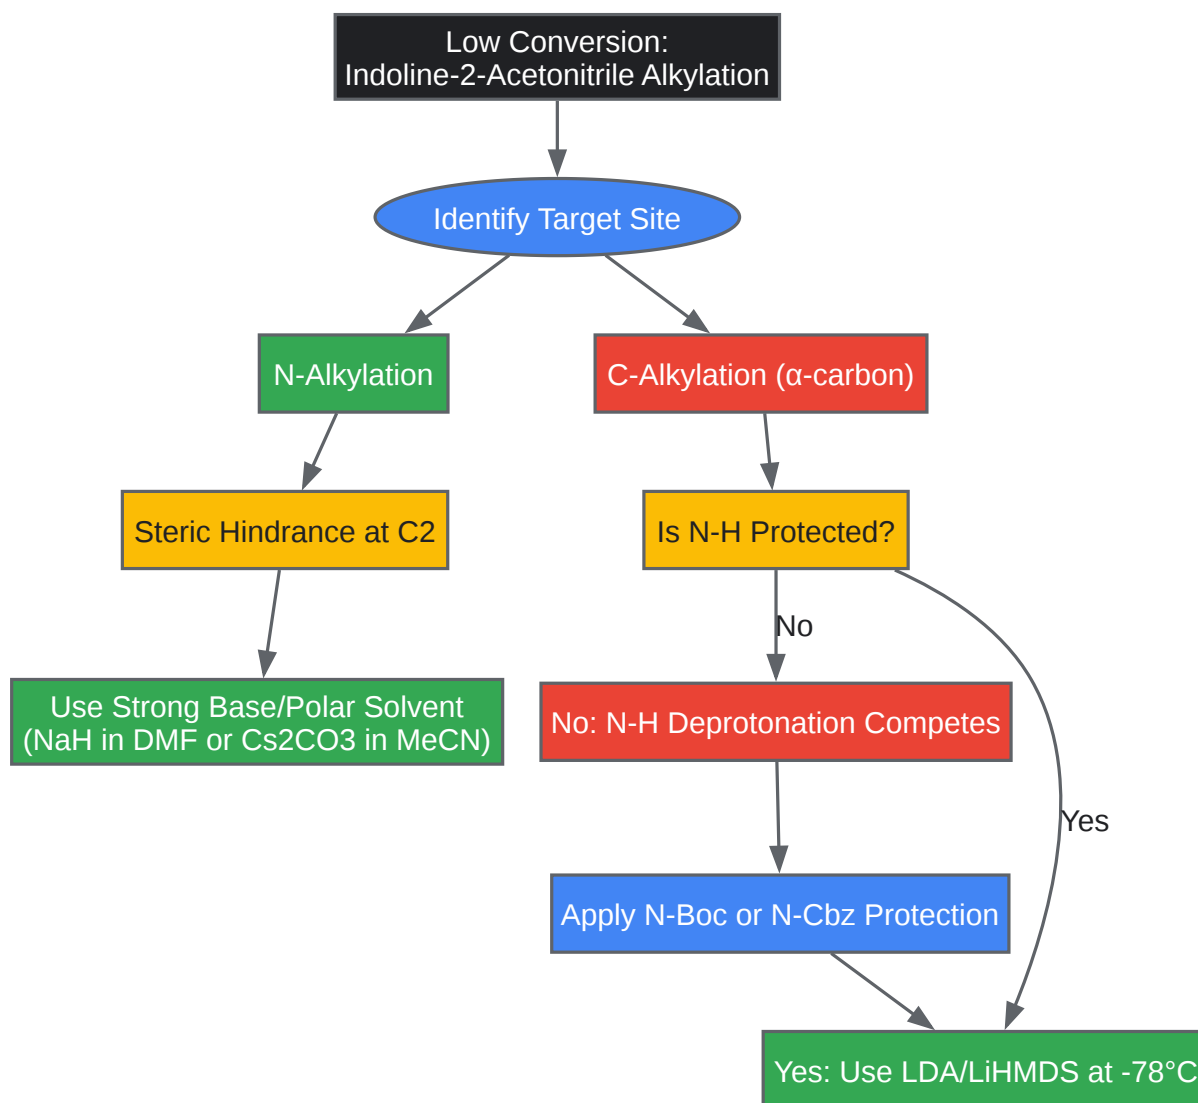 Low Conversion:
Indoline-2-Acetonitrile Alkylation
Identify Target Site
N-Alkylation
C-Alkylation (α-carbon)
Steric Hindrance at C2
Is N-H Protected?
No
Use Strong Base/Polar Solvent
(NaH in DMF or Cs2CO3 in MeCN)
No: N-H Deprotonation Competes
Yes
Apply N-Boc or N-Cbz Protection
Yes: Use LDA/LiHMDS at -78°C